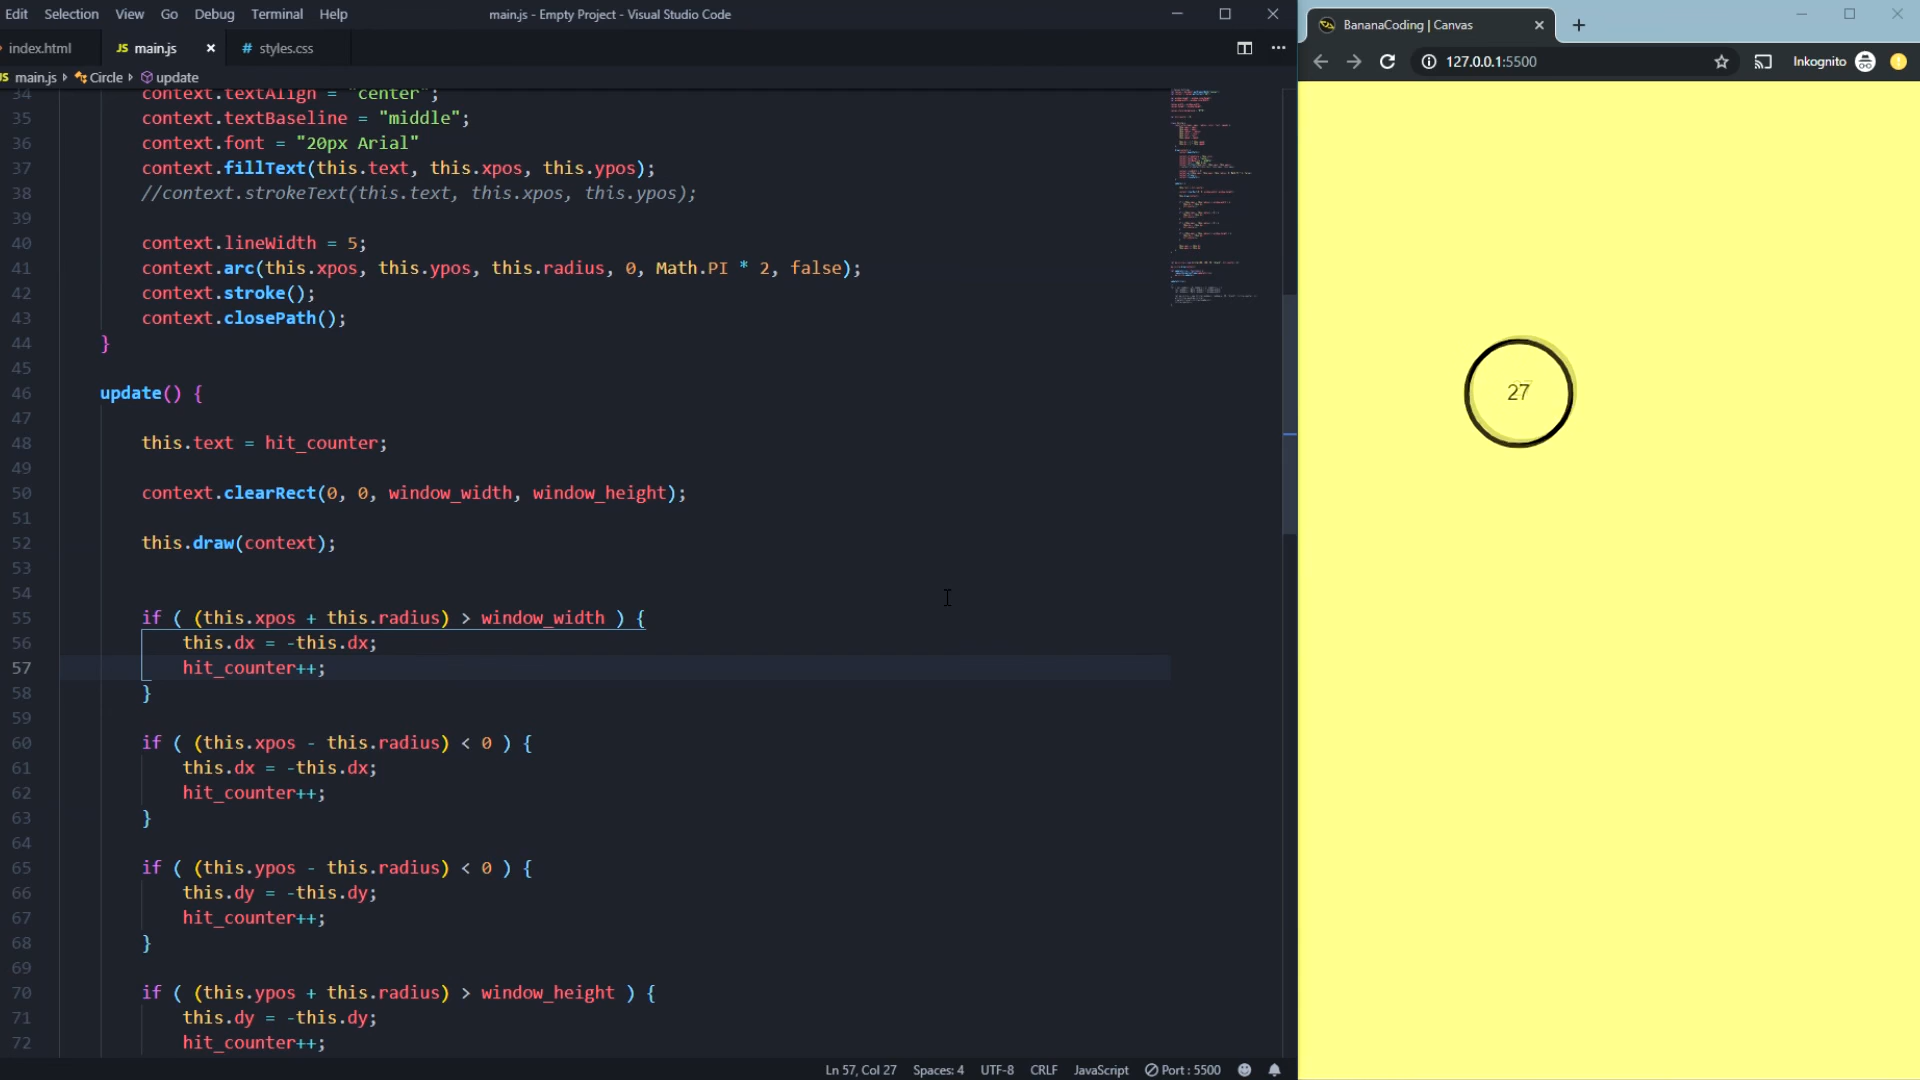 Edit Selection View Go Debug Terminal Help main.js - Empty Project - Visual Studio Code
index.html JS main.js × # styles.css
JS main.js › Circle › update
34 context.textAlign = "center";
35 context.textBaseline = "middle";
36 context.font = "20px Arial"
37 context.fillText(this.text, this.xpos, this.ypos);
38 //context.strokeText(this.text, this.xpos, this.ypos);
39
40 context.lineWidth = 5;
41 context.arc(this.xpos, this.ypos, this.radius, 0, Math.PI * 2, false);
42 context.stroke();
43 context.closePath();
44 }
45
46 update() {
47
48 this.text = hit_counter;
49
50 context.clearRect(0, 0, window_width, window_height);
51
52 this.draw(context);
53
54
55 if ( (this.xpos + this.radius) > window_width ) {
56 this.dx = -this.dx;
57 hit_counter++;
58 }
59
60 if ( (this.xpos - this.radius) < 0 ) {
61 this.dx = -this.dx;
62 hit_counter++;
63 }
64
65 if ( (this.ypos - this.radius) < 0 ) {
66 this.dy = -this.dy;
67 hit_counter++;
68 }
69
70 if ( (this.ypos + this.radius) > window_height ) {
71 this.dy = -this.dy;
72 hit_counter++;
Ln 57, Col 27 Spaces: 4 UTF-8 CRLF JavaScript Port : 5500
BananaCoding | Canvas
127.0.0.1:5500 Inkognito
27